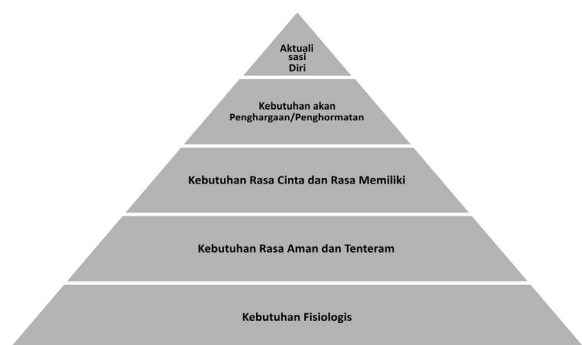 Aktuali
sasi
Diri
Kebutuhan akan
Penghargaan/Penghormatan
Kebutuhan Rasa Cinta dan Rasa Memiliki
Kebutuhan Rasa Aman dan Tenteram
Kebutuhan Fisiologis